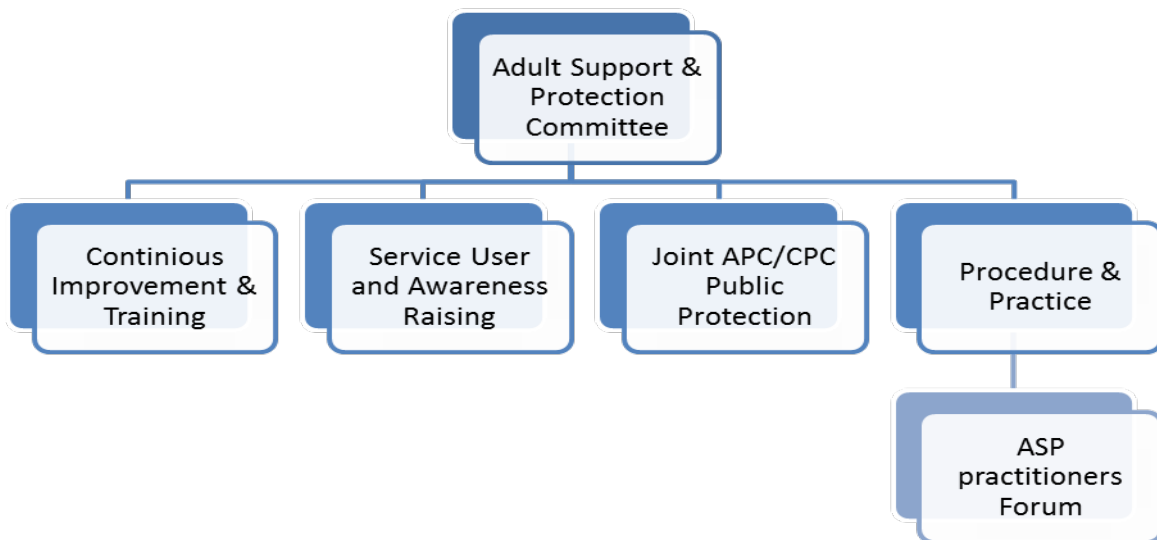 Adult Support &
Protection
Committee
Continious
Improvement &
Training
Service User
and Awareness
Raising
Joint APC/CPC
Public
Protection
Procedure &
Practice
ASP
practitioners
Forum